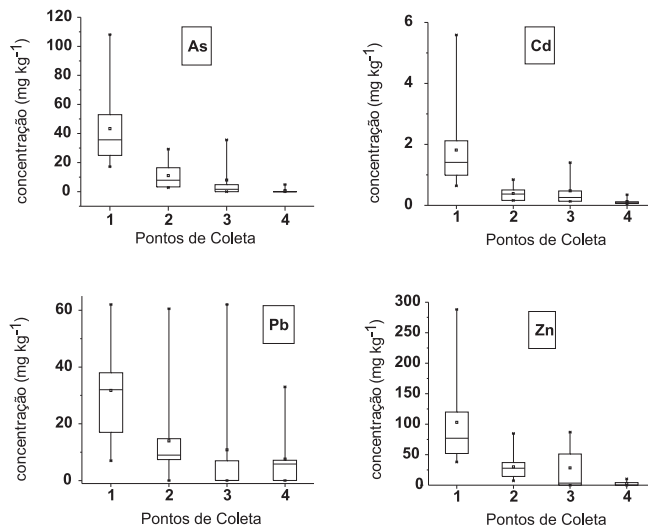 As
concentração (mg kg-1)
120
100
80
60
40
20
0
1 2 3 4
Pontos de Coleta
Cd
concentração (mg kg-1)
6
4
2
0
1 2 3 4
Pontos de Coleta
Pb
concentração (mg kg-1)
60
40
20
0
1 2 3 4
Pontos de Coleta
Zn
concentração (mg kg-1)
300
250
200
150
100
50
0
1 2 3 4
Pontos de Coleta